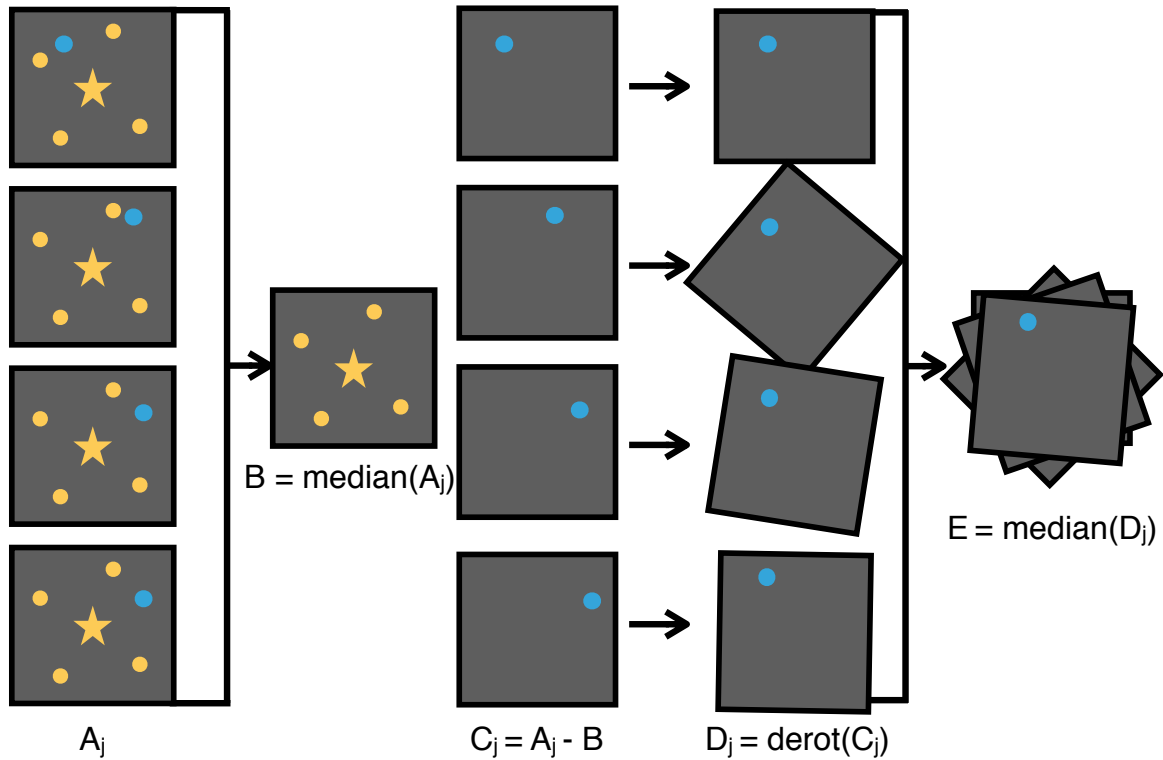 B = median(Aj)
E = median(Dj)
Aj
Cj = Aj - B
Dj = derot(Cj)